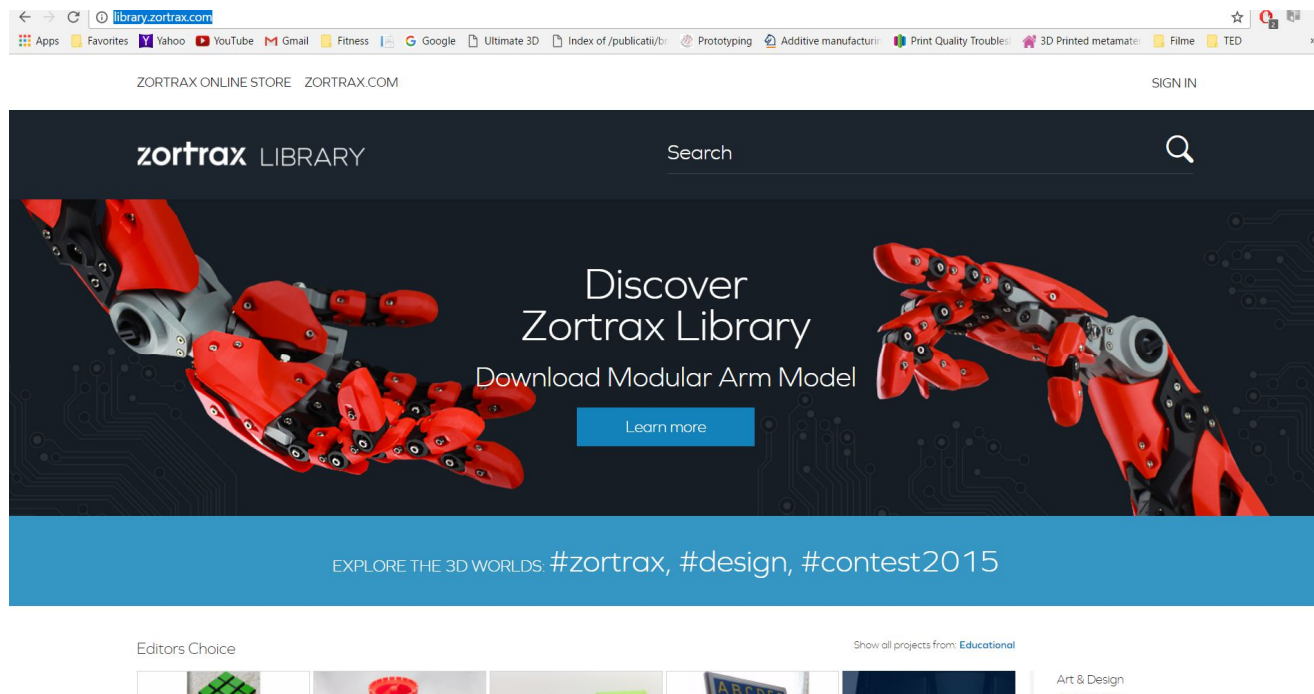 library.zortrax.com
2
Apps Favorites Yahoo YouTube Gmail Fitness Google Ultimate 3D Index of /publicatii/br Prototyping Additive manufacturin Print Quality Troubles 3D Printed metamater Filme TED
ZORTRAX ONLINE STORE ZORTRAX.COM SIGN IN
zortrax LIBRARY Search
Discover
Zortrax Library
Download Modular Arm Model
Learn more
EXPLORE THE 3D WORLDS: #zortrax, #design, #contest2015
Editors Choice Show all projects from: Educational
Art & Design
ABCDEF